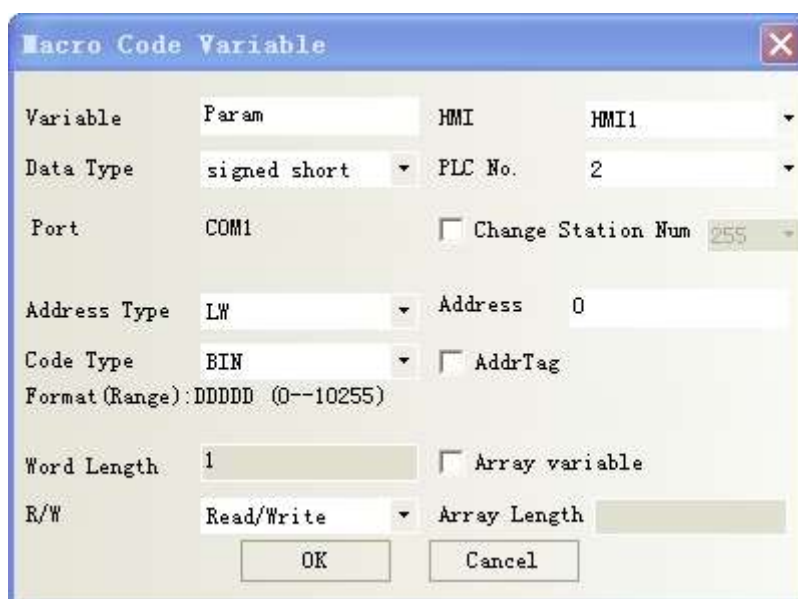 Macro Code Variable
Variable Param HMI HMI1
Data Type signed short PLC No. 2
Port COM1 Change Station Num 255
Address Type LW Address 0
Code Type BIN AddrTag
Format(Range):DDDDD (0--10255)
Word Length 1 Array variable
R/W Read/Write Array Length
OK Cancel